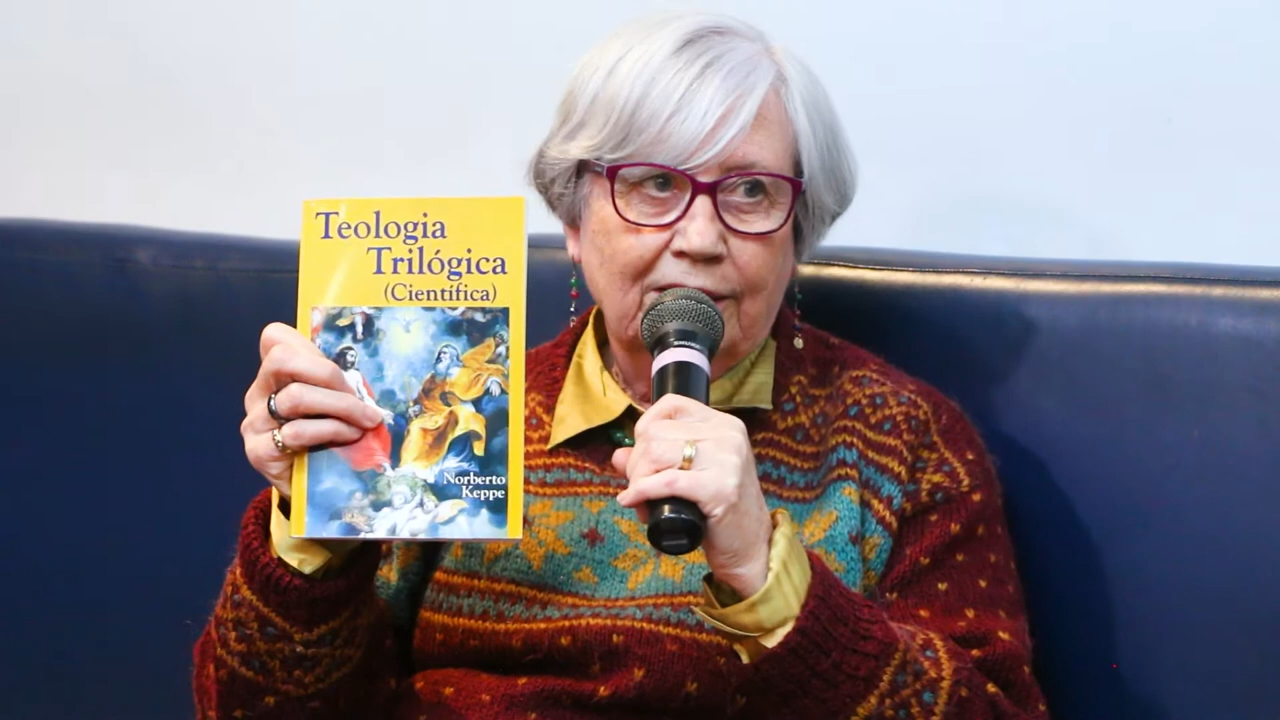 Teologia
Trilógica
(Científica)
Norberto
Keppe